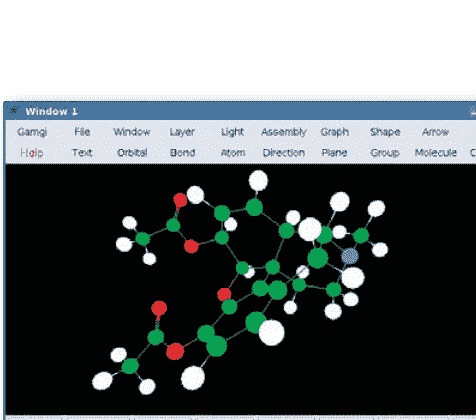 Window 1
Gamgi File Window Layer Light Assembly Graph Shape Arrow
Help Text Orbital Bond Atom Direction Plane Group Molecule